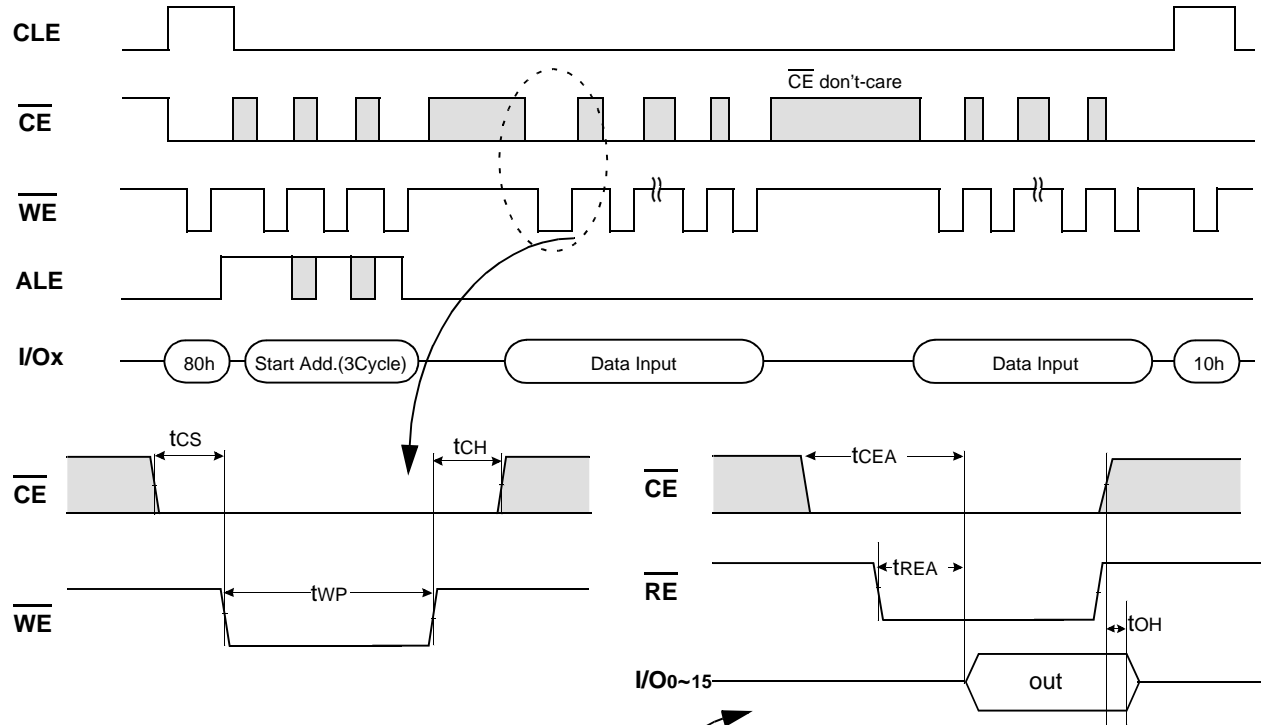 CLE
CE don't-care
CE
WE
ALE
I/Ox
80h
Start Add.(3Cycle)
Data Input
Data Input
10h
tCS
tCH
CE
tWP
WE
tCEA
CE
tREA
RE
tOH
I/O0~15
out